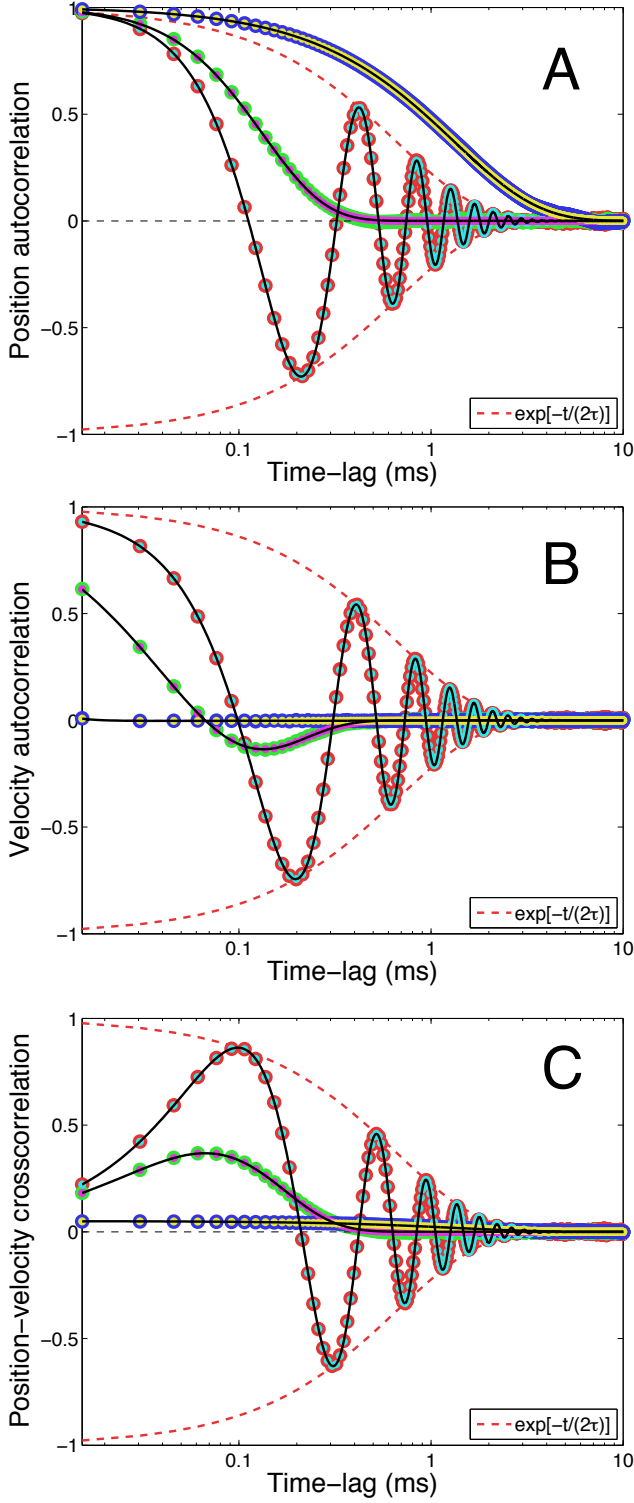 A
Position autocorrelation
1
0.5
0
−0.5
−1
0.1
1
10
exp[-t/(2τ)]
Time−lag (ms)
B
Velocity autocorrelation
1
0.5
0
−0.5
−1
0.1
1
10
exp[-t/(2τ)]
Time−lag (ms)
C
Position−velocity crosscorrelation
1
0.5
0
−0.5
−1
0.1
1
10
exp[-t/(2τ)]
Time−lag (ms)